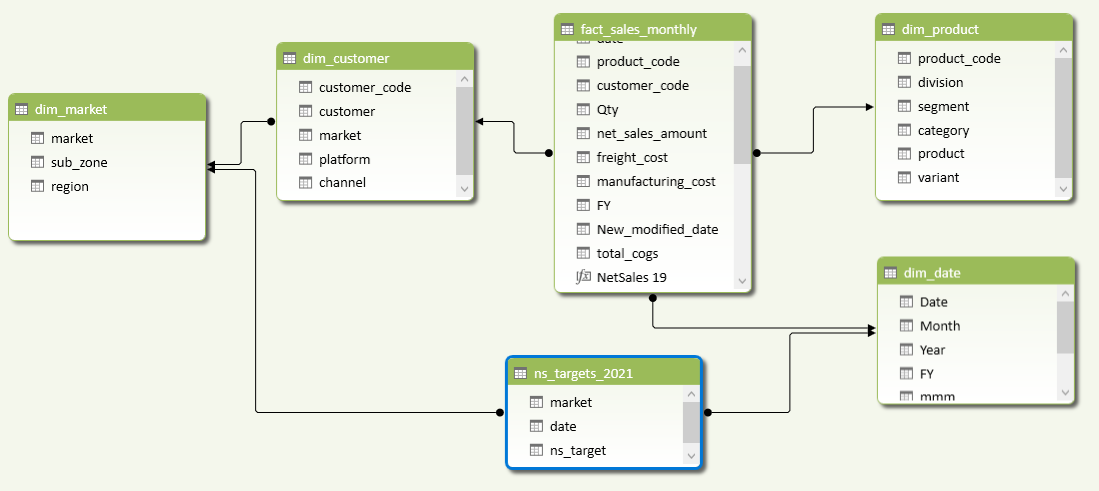 dim_market
market
sub_zone
region
dim_customer
customer_code
customer
market
platform
channel
fact_sales_monthly
date
product_code
customer_code
Qty
net_sales_amount
freight_cost
manufacturing_cost
FY
New_modified_date
total_cogs
fx NetSales 19
dim_product
product_code
division
segment
category
product
variant
dim_date
Date
Month
Year
FY
mmm
ns_targets_2021
market
date
ns_target